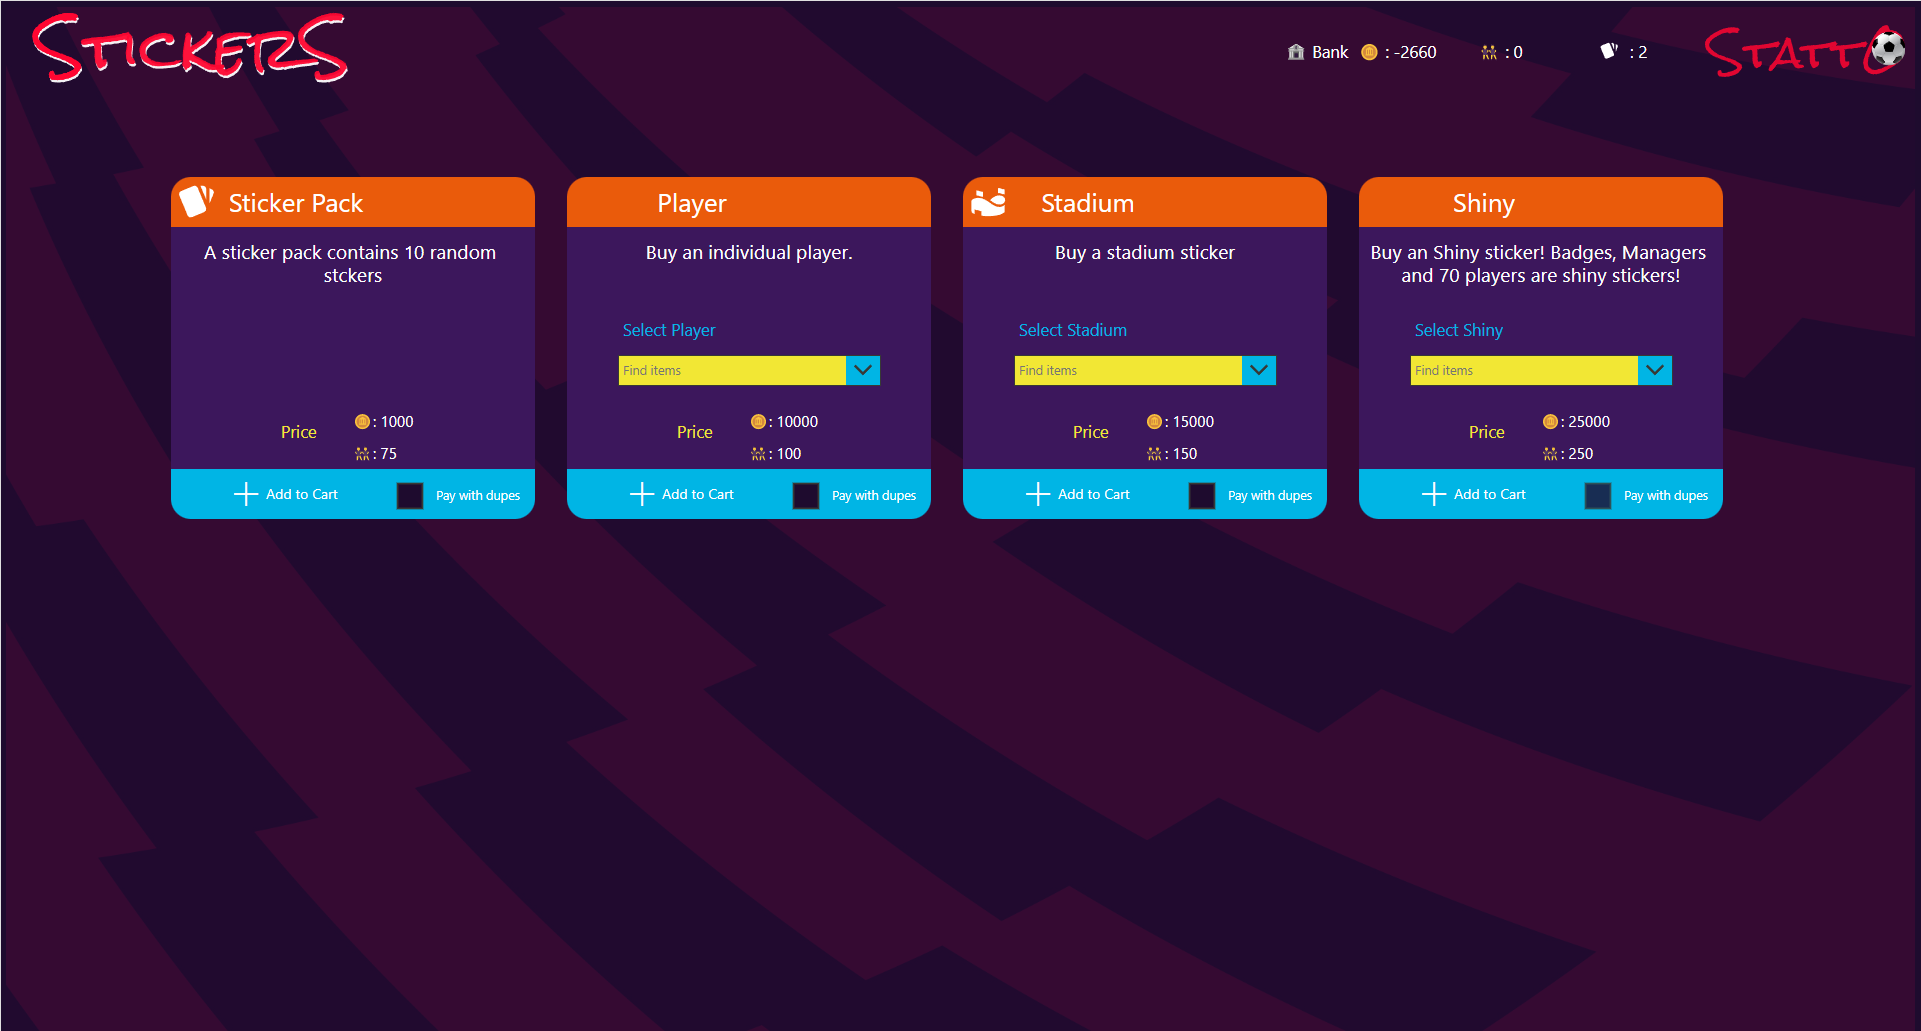 StickerS
Bank : -2660 : 0 : 2
Statto
Sticker Pack
A sticker pack contains 10 random
stckers
Price
: 1000
: 75
Add to Cart
Pay with dupes
Player
Buy an individual player.
Select Player
Find items
Price
: 10000
: 100
Add to Cart
Pay with dupes
Stadium
Buy a stadium sticker
Select Stadium
Find items
Price
: 15000
: 150
Add to Cart
Pay with dupes
Shiny
Buy an Shiny sticker! Badges, Managers
and 70 players are shiny stickers!
Select Shiny
Find items
Price
: 25000
: 250
Add to Cart
Pay with dupes